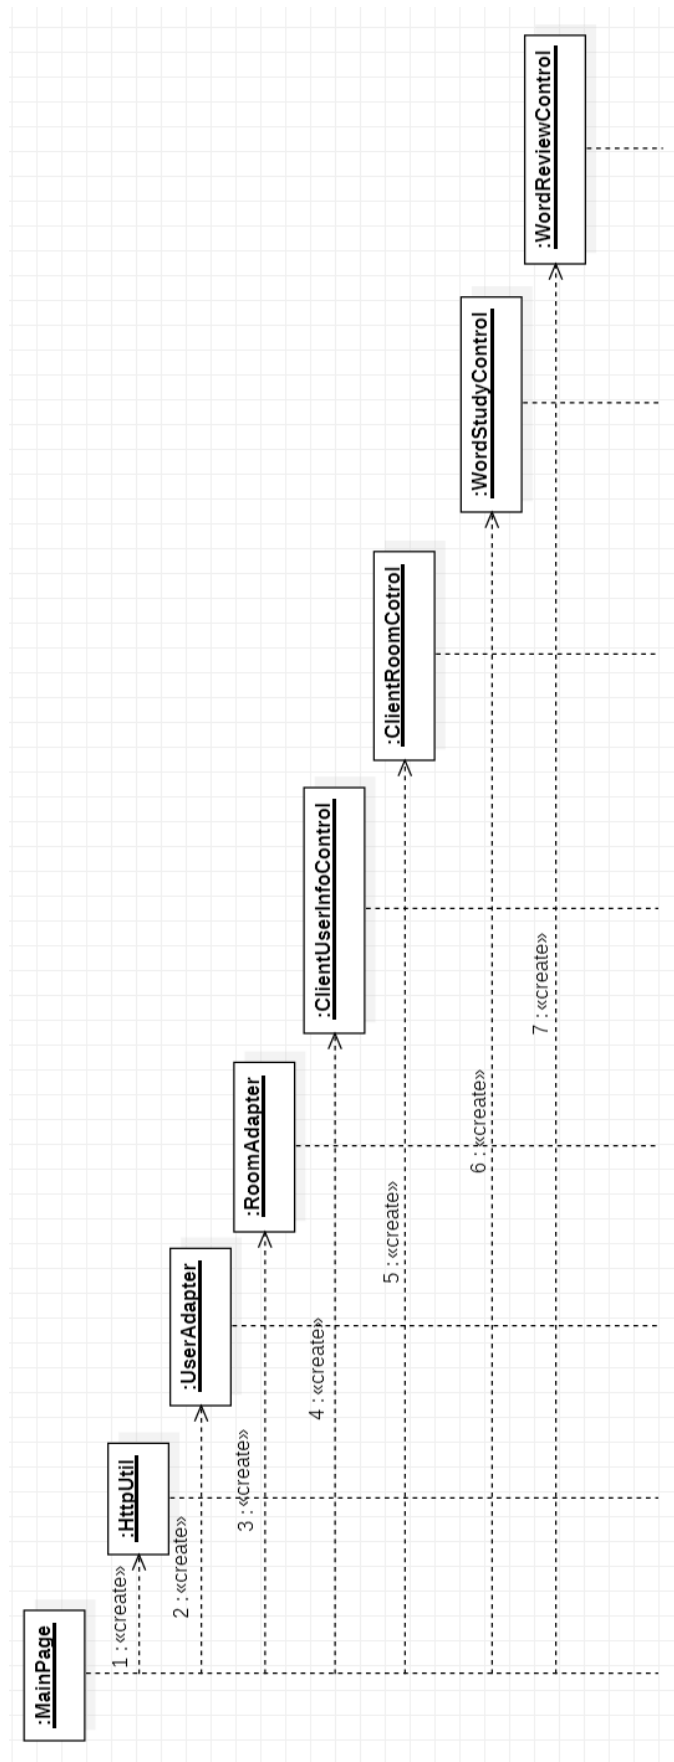 :MainPage
1 : «create»
:HttpUtil
2 : «create»
:UserAdapter
3 : «create»
:RoomAdapter
4 : «create»
:ClientUserInfoControl
5 : «create»
:ClientRoomCotrol
6 : «create»
:WordStudyControl
7 : «create»
:WordReviewControl